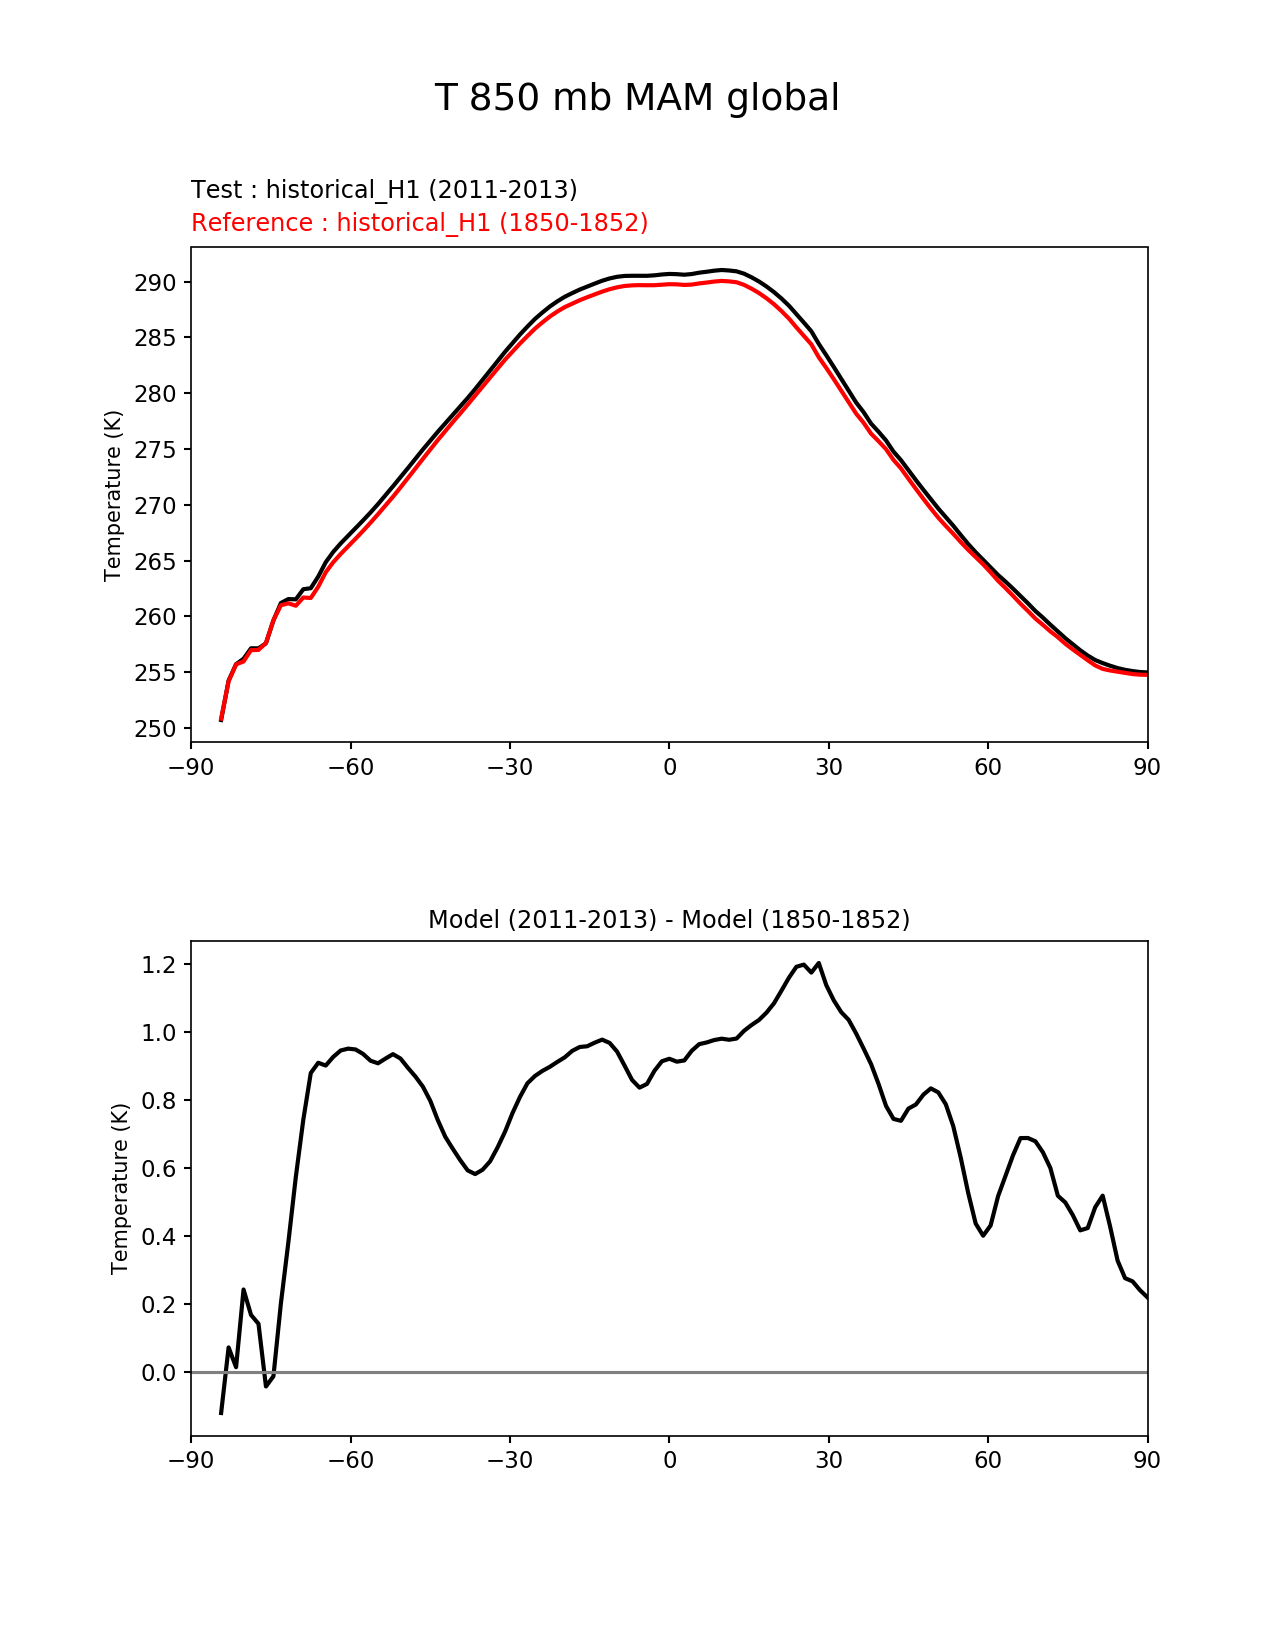 T 850 mb MAM global
Test : historical_H1 (2011-2013)
Reference : historical_H1 (1850-1852)
Temperature (K)
290
285
280
275
270
265
260
255
250
−90 −60 −30 0 30 60 90
Model (2011-2013) - Model (1850-1852)
Temperature (K)
1.2
1.0
0.8
0.6
0.4
0.2
0.0
−90 −60 −30 0 30 60 90